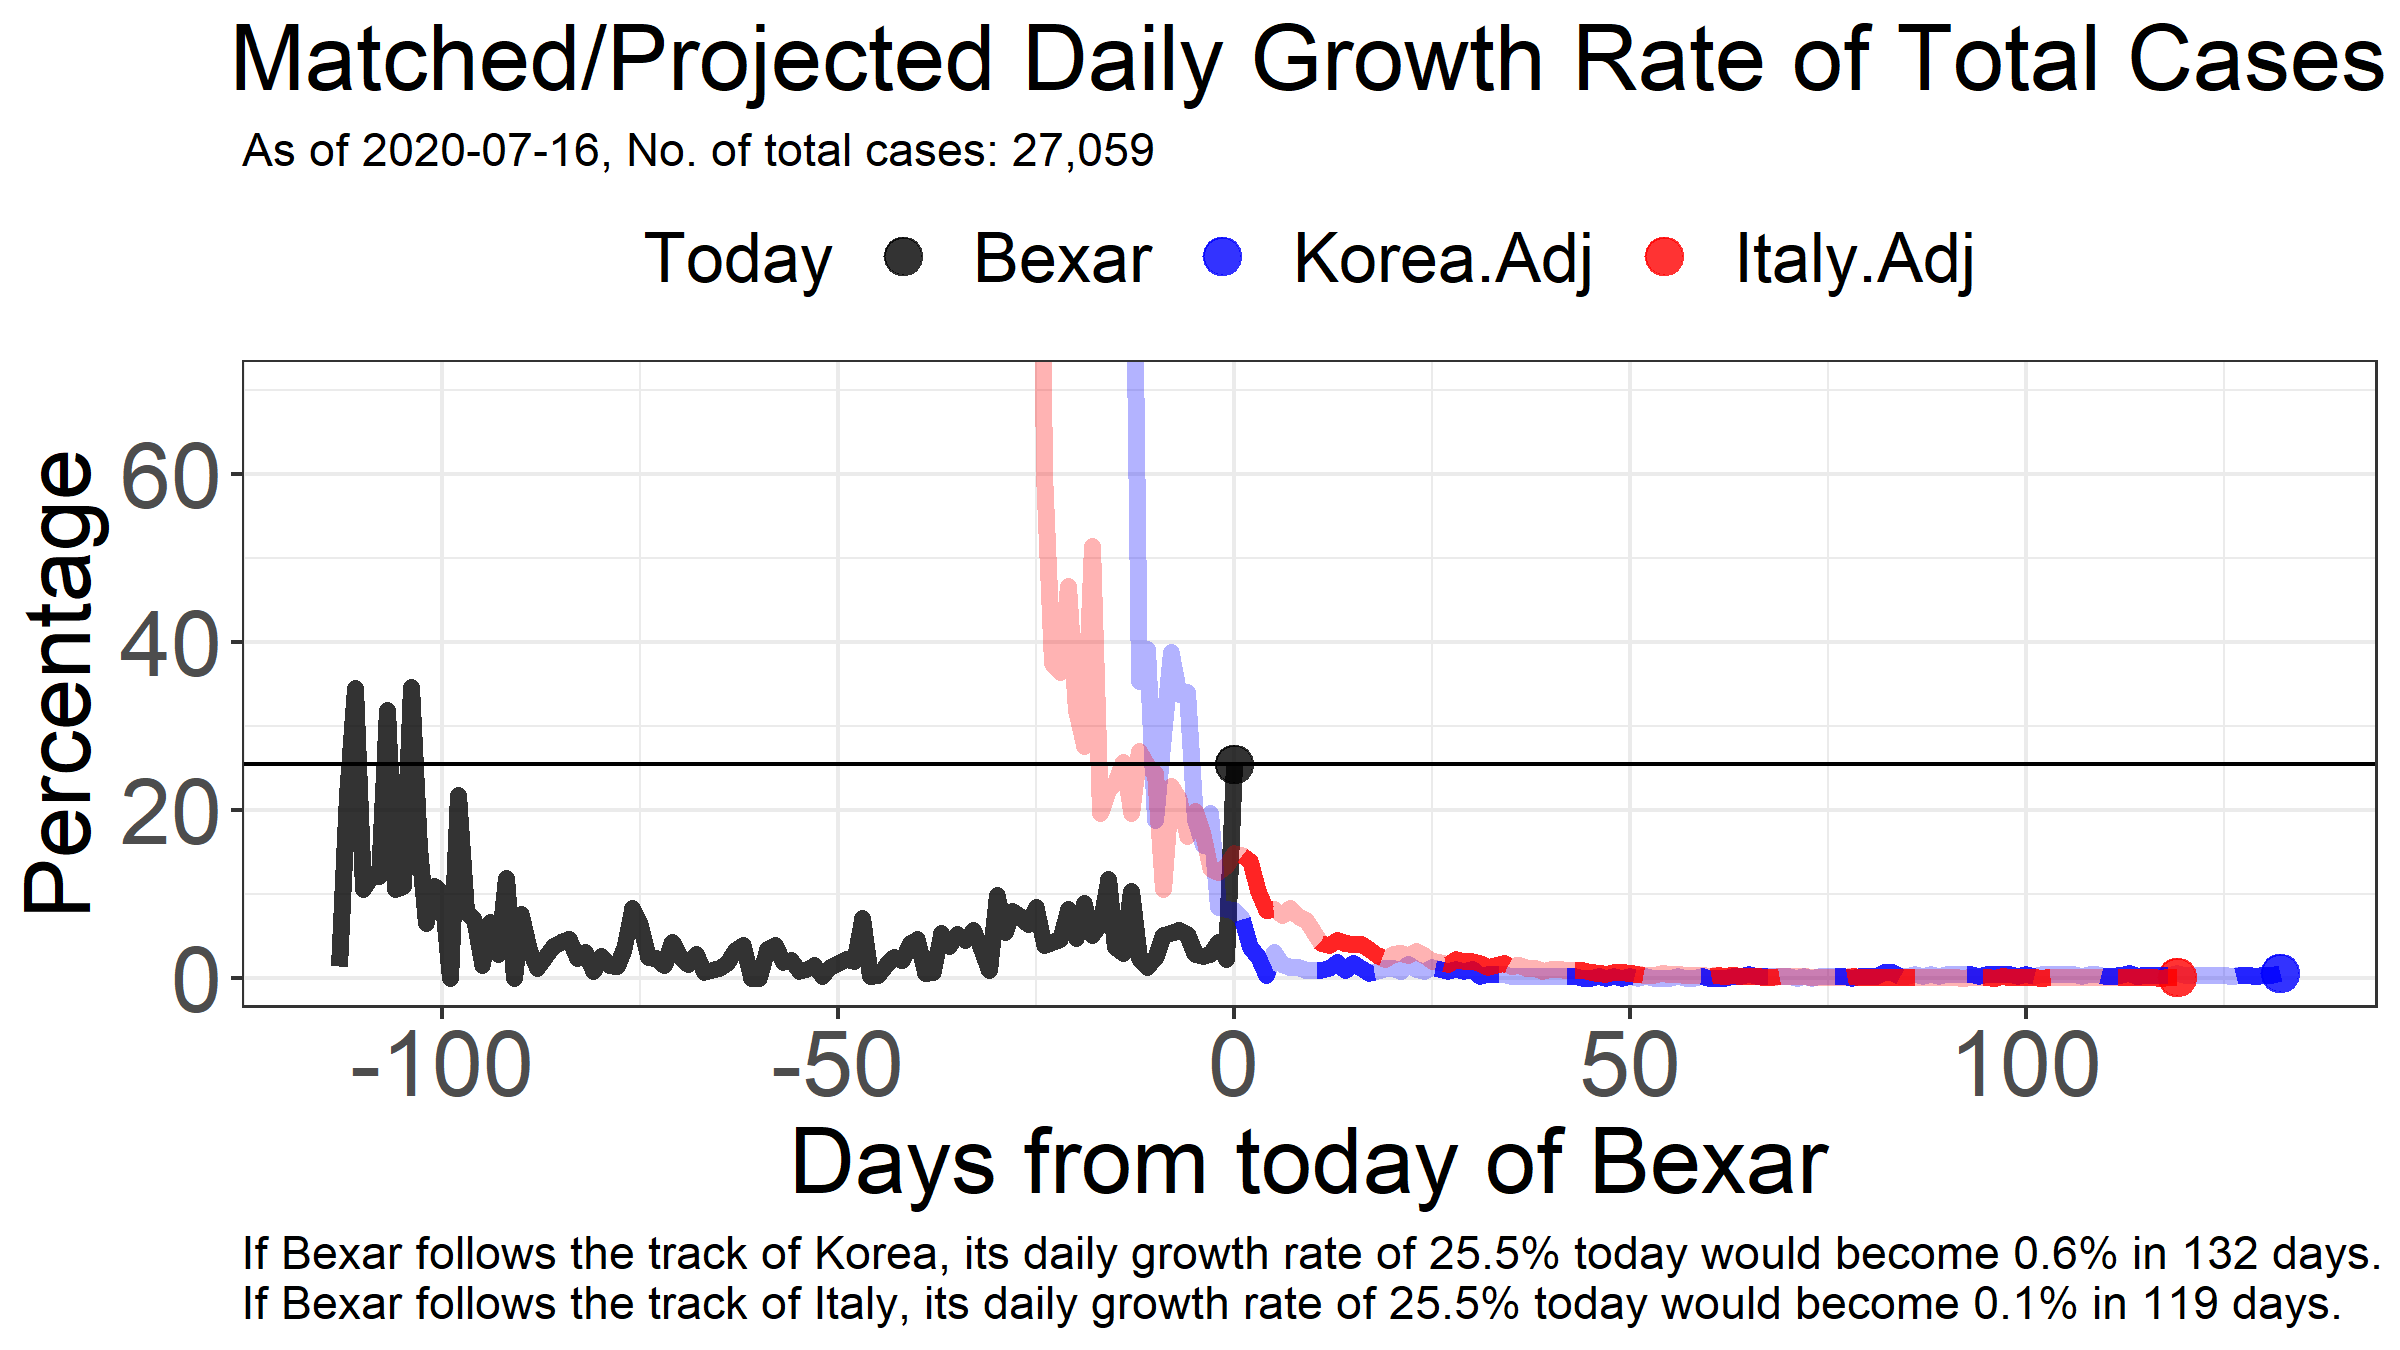 Matched/Projected Daily Growth Rate of Total Cases
As of 2020-07-16, No. of total cases: 27,059
Today Bexar Korea.Adj Italy.Adj
Percentage
60
40
20
0
-100 -50 0 50 100
Days from today of Bexar
If Bexar follows the track of Korea, its daily growth rate of 25.5% today would become 0.6% in 132 days.
If Bexar follows the track of Italy, its daily growth rate of 25.5% today would become 0.1% in 119 days.